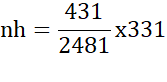 nh = 431/2481 x331